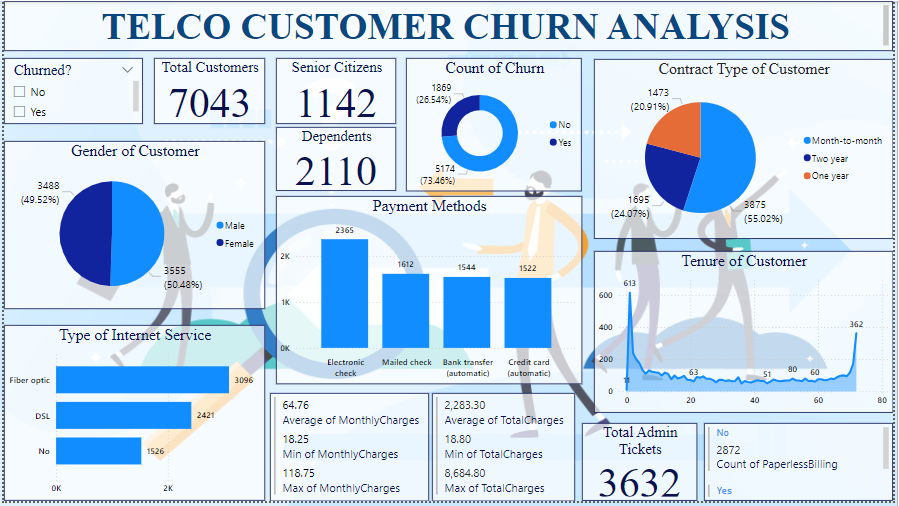 TELCO CUSTOMER CHURN ANALYSIS
Churned?
No
Yes
Total Customers
7043
Senior Citizens
1142
Dependents
2110
Count of Churn
1869
(26.54%)
5174
(73.46%)
No
Yes
Contract Type of Customer
1473
(20.91%)
1695
(24.07%)
3875
(55.02%)
Month-to-month
Two year
One year
Gender of Customer
3488
(49.52%)
3555
(50.48%)
Male
Female
Payment Methods
2K
1K
0K
2365
1612
1544
1522
Electronic
check
Mailed check
Bank transfer
(automatic)
Credit card
(automatic)
Tenure of Customer
600
400
200
0
613
11
63
51
80
60
362
0
20
40
60
80
Type of Internet Service
Fiber optic
3096
DSL
2421
No
1526
0K
2K
64.76
Average of MonthlyCharges
18.25
Min of MonthlyCharges
118.75
Max of MonthlyCharges
2,283.30
Average of TotalCharges
18.80
Min of TotalCharges
8,684.80
Max of TotalCharges
Total Admin
Tickets
3632
No
2872
Count of PaperlessBilling
Yes